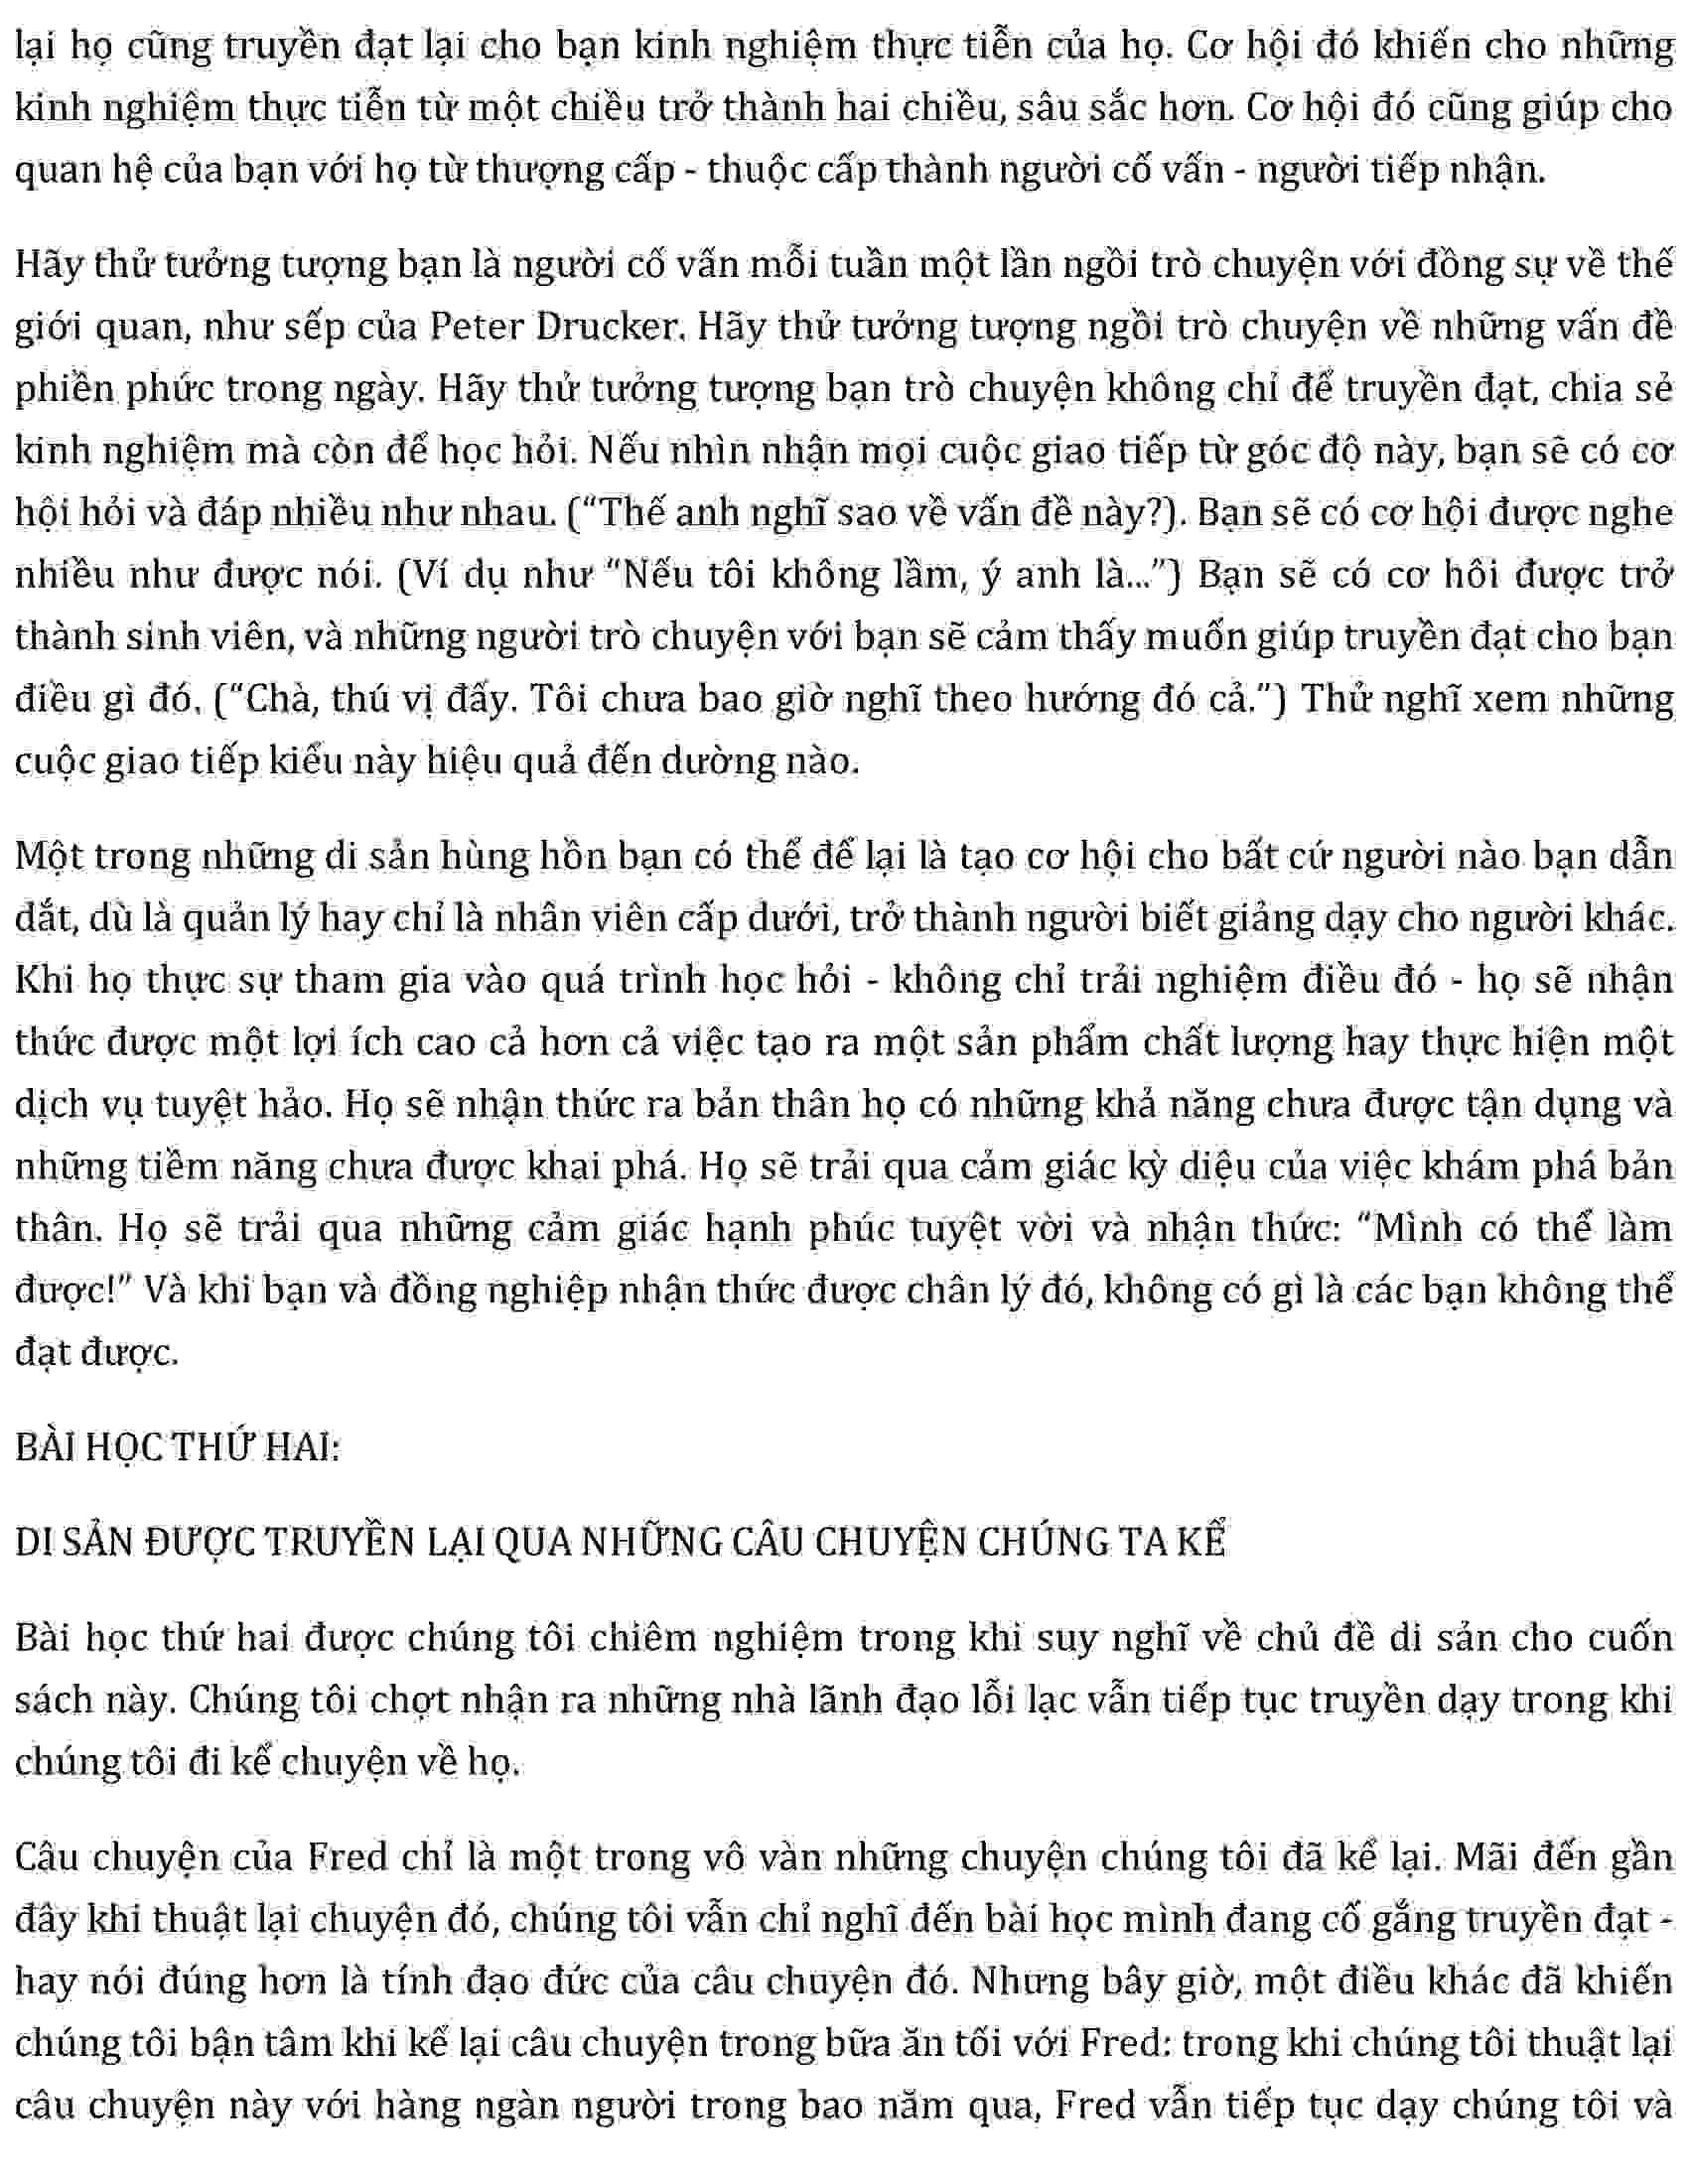 lại họ cũng truyền đạt lại cho bạn kinh nghiệm thực tiễn của họ. Cơ hội đó khiến cho những
kinh nghiệm thực tiễn từ một chiều trở thành hai chiều, sâu sắc hơn. Cơ hội đó cũng giúp cho
quan hệ của bạn với họ từ thượng cấp - thuộc cấp thành người cố vấn - người tiếp nhận.
Hãy thử tưởng tượng bạn là người cố vấn mỗi tuần một lần ngồi trò chuyện với đồng sự về thế
giới quan, như sếp của Peter Drucker. Hãy thử tưởng tượng ngồi trò chuyện về những vấn đề
phiền phức trong ngày. Hãy thử tưởng tượng bạn trò chuyện không chỉ để truyền đạt, chia sẻ
kinh nghiệm mà còn để học hỏi. Nếu nhìn nhận mọi cuộc giao tiếp từ góc độ này, bạn sẽ có cơ
hội hỏi và đáp nhiều như nhau. (“Thế anh nghĩ sao về vấn đề này?). Bạn sẽ có cơ hội được nghe
nhiều như được nói. (Ví dụ như “Nếu tôi không lầm, ý anh là...”) Bạn sẽ có cơ hôi được trở
thành sinh viên, và những người trò chuyện với bạn sẽ cảm thấy muốn giúp truyền đạt cho bạn
điều gì đó. (“Chà, thú vị đấy. Tôi chưa bao giờ nghĩ theo hướng đó cả.”) Thử nghĩ xem những
cuộc giao tiếp kiểu này hiệu quả đến dường nào.
Một trong những di sản hùng hồn bạn có thể để lại là tạo cơ hội cho bất cứ người nào bạn dẫn
dắt, dù là quản lý hay chỉ là nhân viên cấp dưới, trở thành người biết giảng dạy cho người khác.
Khi họ thực sự tham gia vào quá trình học hỏi - không chỉ trải nghiệm điều đó - họ sẽ nhận
thức được một lợi ích cao cả hơn cả việc tạo ra một sản phẩm chất lượng hay thực hiện một
dịch vụ tuyệt hảo. Họ sẽ nhận thức ra bản thân họ có những khả năng chưa được tận dụng và
những tiềm năng chưa được khai phá. Họ sẽ trải qua cảm giác kỳ diệu của việc khám phá bản
thân. Họ sẽ trải qua những cảm giác hạnh phúc tuyệt vời và nhận thức: “Mình có thể làm
được!” Và khi bạn và đồng nghiệp nhận thức được chân lý đó, không có gì là các bạn không thể
đạt được.
BÀI HỌC THỨ HAI:
DI SẢN ĐƯỢC TRUYỀN LẠI QUA NHỮNG CÂU CHUYỆN CHÚNG TA KỂ
Bài học thứ hai được chúng tôi chiêm nghiệm trong khi suy nghĩ về chủ đề di sản cho cuốn
sách này. Chúng tôi chợt nhận ra những nhà lãnh đạo lỗi lạc vẫn tiếp tục truyền dạy trong khi
chúng tôi đi kể chuyện về họ.
Câu chuyện của Fred chỉ là một trong vô vàn những chuyện chúng tôi đã kể lại. Mãi đến gần
đây khi thuật lại chuyện đó, chúng tôi vẫn chỉ nghĩ đến bài học mình đang cố gắng truyền đạt -
hay nói đúng hơn là tính đạo đức của câu chuyện đó. Nhưng bây giờ, một điều khác đã khiến
chúng tôi bận tâm khi kể lại câu chuyện trong bữa ăn tối với Fred: trong khi chúng tôi thuật lại
câu chuyện này với hàng ngàn người trong bao năm qua, Fred vẫn tiếp tục dạy chúng tôi và